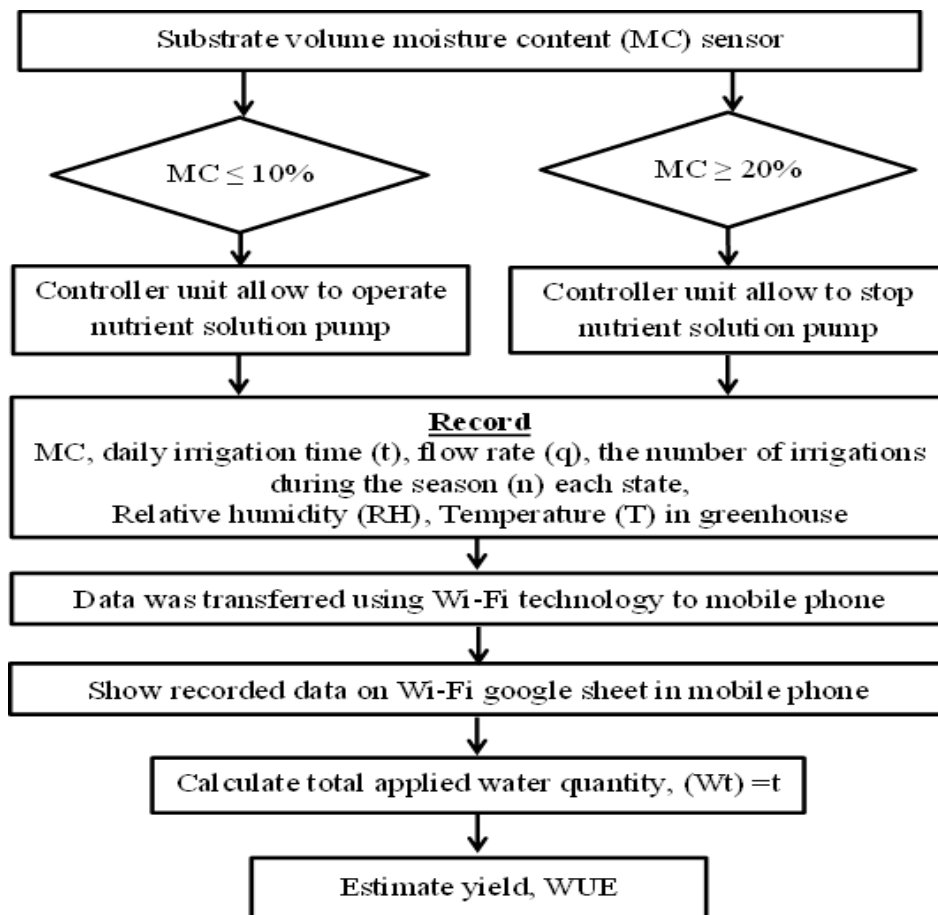 Substrate volume moisture content (MC) sensor
MC ≤ 10%
MC ≥ 20%
Controller unit allow to operate
nutrient solution pump
Controller unit allow to stop
nutrient solution pump
Record
MC, daily irrigation time (t), flow rate (q), the number of irrigations
during the season (n) each state,
Relative humidity (RH), Temperature (T) in greenhouse
Data was transferred using Wi-Fi technology to mobile phone
Show recorded data on Wi-Fi google sheet in mobile phone
Calculate total applied water quantity, (Wt) =t
Estimate yield, WUE